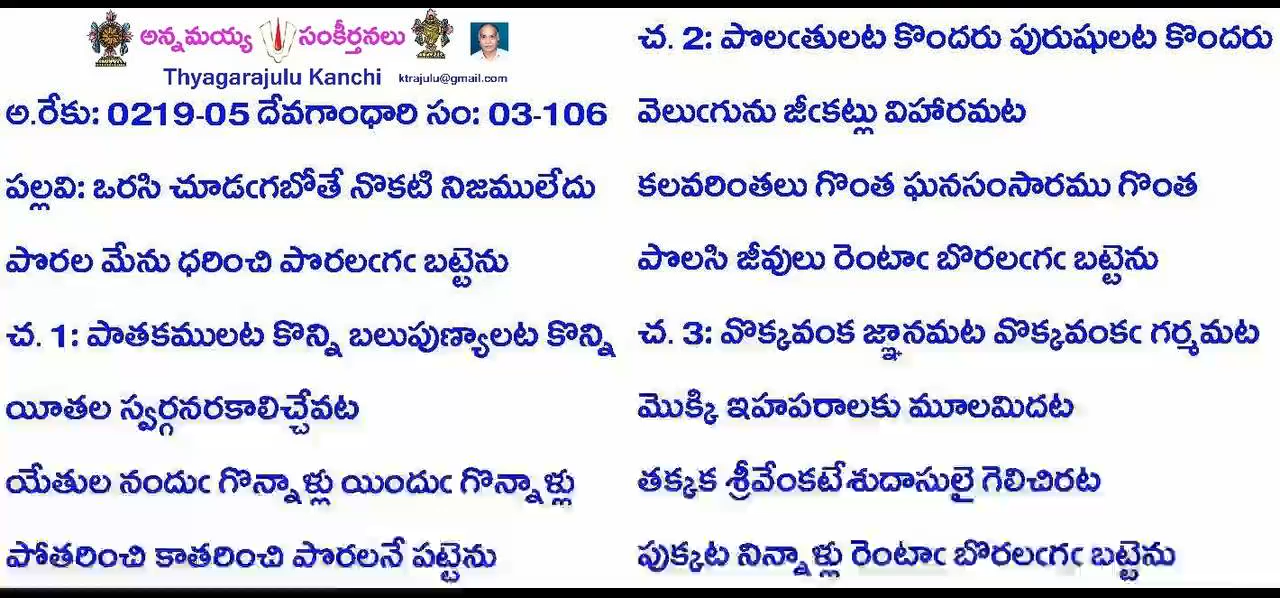 అన్నమయ్య సంకీర్తనలు
Thyagarajulu Kanchi ktrajulu@gmail.com
అ.రేకు: 0219-05 దేవగాంధారి సం: 03-106
పల్లవి: ఒరసి చూడఁగబోతే నొకటి నిజములేదు
పొరల మేను ధరించి పొరలఁగఁ బట్టెను
చ. 1: పాతకములట కొన్ని బలుపుణ్యాలట కొన్ని
యీతల స్వర్గనరకాలిచ్చేవట
యేతుల నందుఁ గొన్నాళ్లు యిందుఁ గొన్నాళ్లు
పోతరించి కాతరించి పొరలనే పట్టెను
చ. 2: పొలఁతులట కొందరు పురుషులట కొందరు
వెలుఁగును జీఁకట్లు విహారమట
కలవరింతలు గొంత ఘనసంసారము గొంత
పొలసి జీవులు రెంటాఁ బొరలఁగఁ బట్టెను
చ. 3: వొక్కవంక జ్ఞానమట వొక్కవంకఁ గర్మమట
మొక్కి ఇహపరాలకు మూలమిదట
తక్కక శ్రీవేంకటేశుదాసులై గెలిచిరట
పుక్కట నిన్నాళ్లు రెంటాఁ బొరలఁగఁ బట్టెను